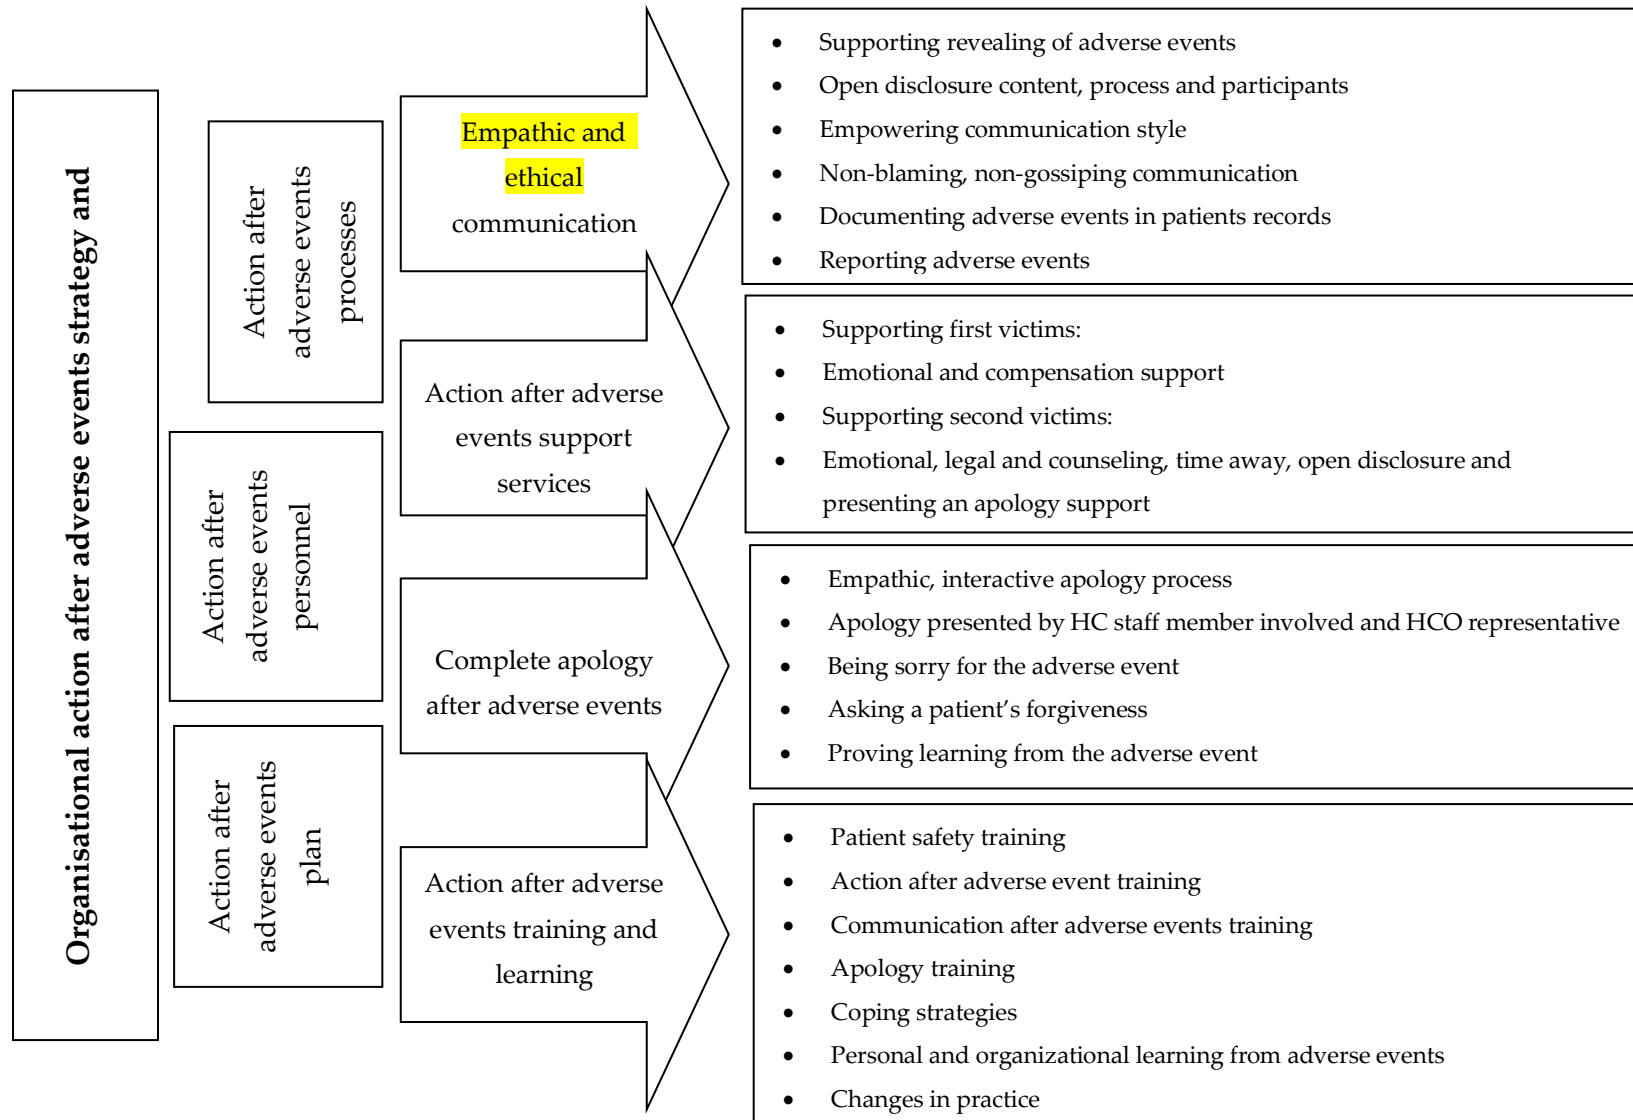 Organisational action after adverse events strategy and
Action after
adverse events
processes
Action after
adverse events
personnel
Action after
adverse events
plan
Empathic and
ethical
communication
• Supporting revealing of adverse events
• Open disclosure content, process and participants
• Empowering communication style
• Non-blaming, non-gossiping communication
• Documenting adverse events in patients records
• Reporting adverse events
Action after adverse
events support
services
• Supporting first victims:
• Emotional and compensation support
• Supporting second victims:
• Emotional, legal and counseling, time away, open disclosure and
presenting an apology support
Complete apology
after adverse events
• Empathic, interactive apology process
• Apology presented by HC staff member involved and HCO representative
• Being sorry for the adverse event
• Asking a patient’s forgiveness
• Proving learning from the adverse event
Action after adverse
events training and
learning
• Patient safety training
• Action after adverse event training
• Communication after adverse events training
• Apology training
• Coping strategies
• Personal and organizational learning from adverse events
• Changes in practice